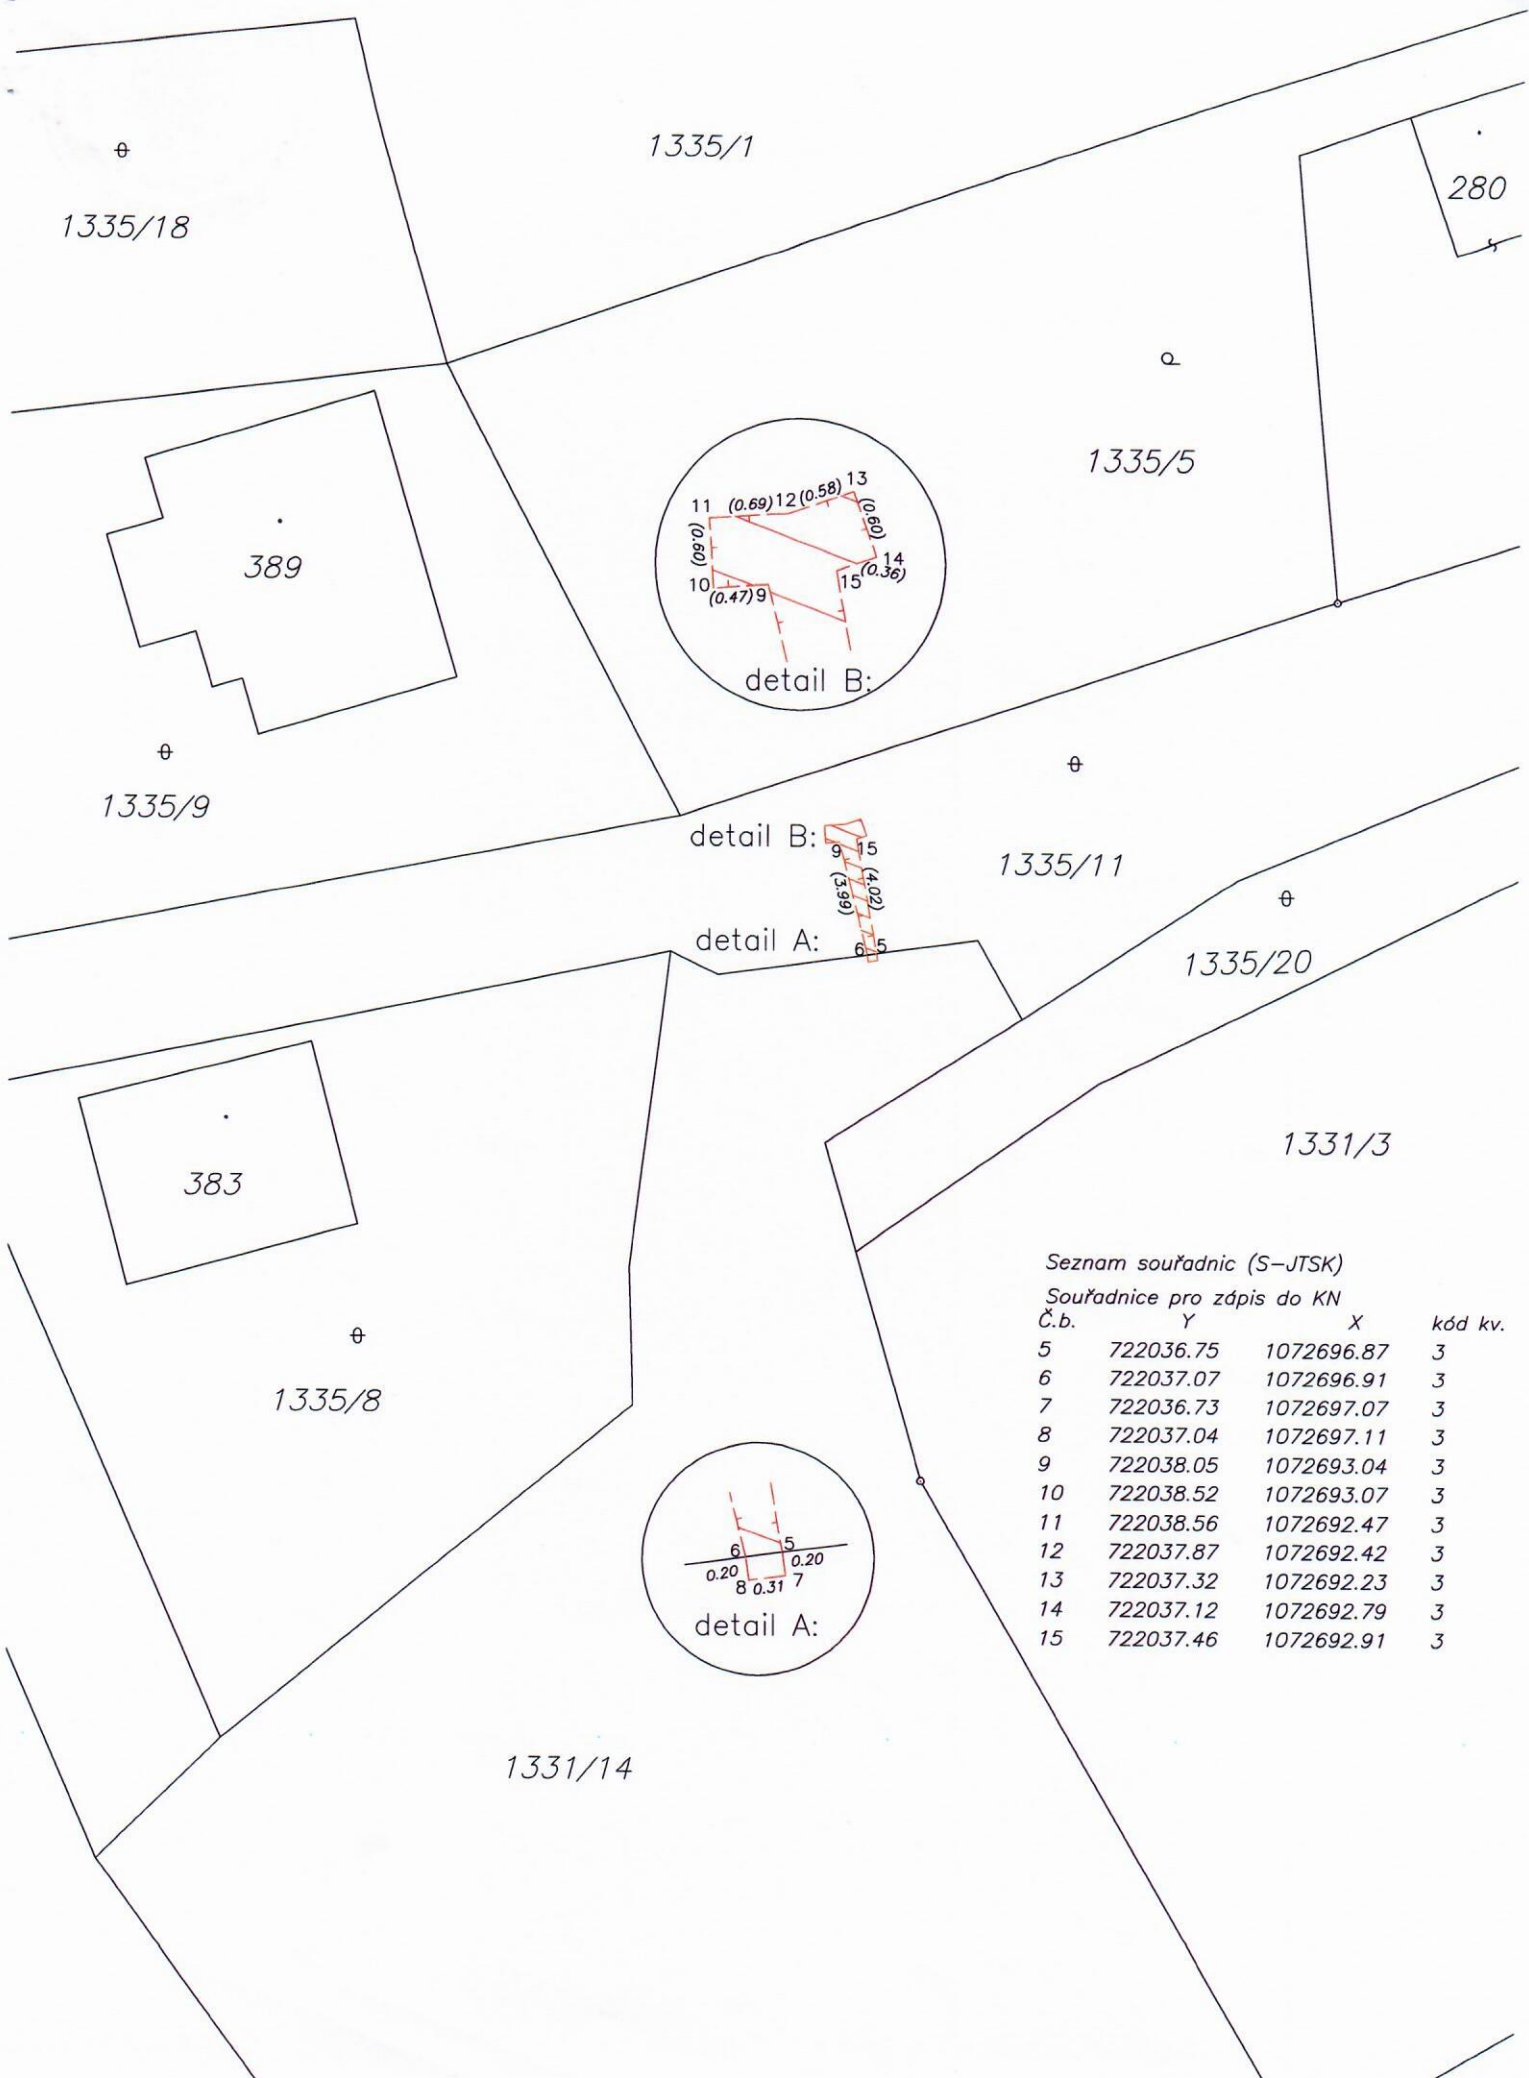 1335/1
280
1335/18
1335/5
11 (0.69) 12 (0.58) 13
(0.60) (0.60)
14
10 15 (0.36)
(0.47) 9
389
detail B:
1335/9
detail B:
9 15
1335/11
(3.99) (4.02)
detail A:
6 5
1335/20
1331/3
383
Seznam souřadnic (S-JTSK)
Souřadnice pro zápis do KN
Č.b. Y X kód kv.
5 722036.75 1072696.87 3
6 722037.07 1072696.91 3
7 722036.73 1072697.07 3
8 722037.04 1072697.11 3
9 722038.05 1072693.04 3
10 722038.52 1072693.07 3
11 722038.56 1072692.47 3
12 722037.87 1072692.42 3
13 722037.32 1072692.23 3
14 722037.12 1072692.79 3
15 722037.46 1072692.91 3
1335/8
6 5
0.20 0.20
8 0.31 7
detail A:
1331/14